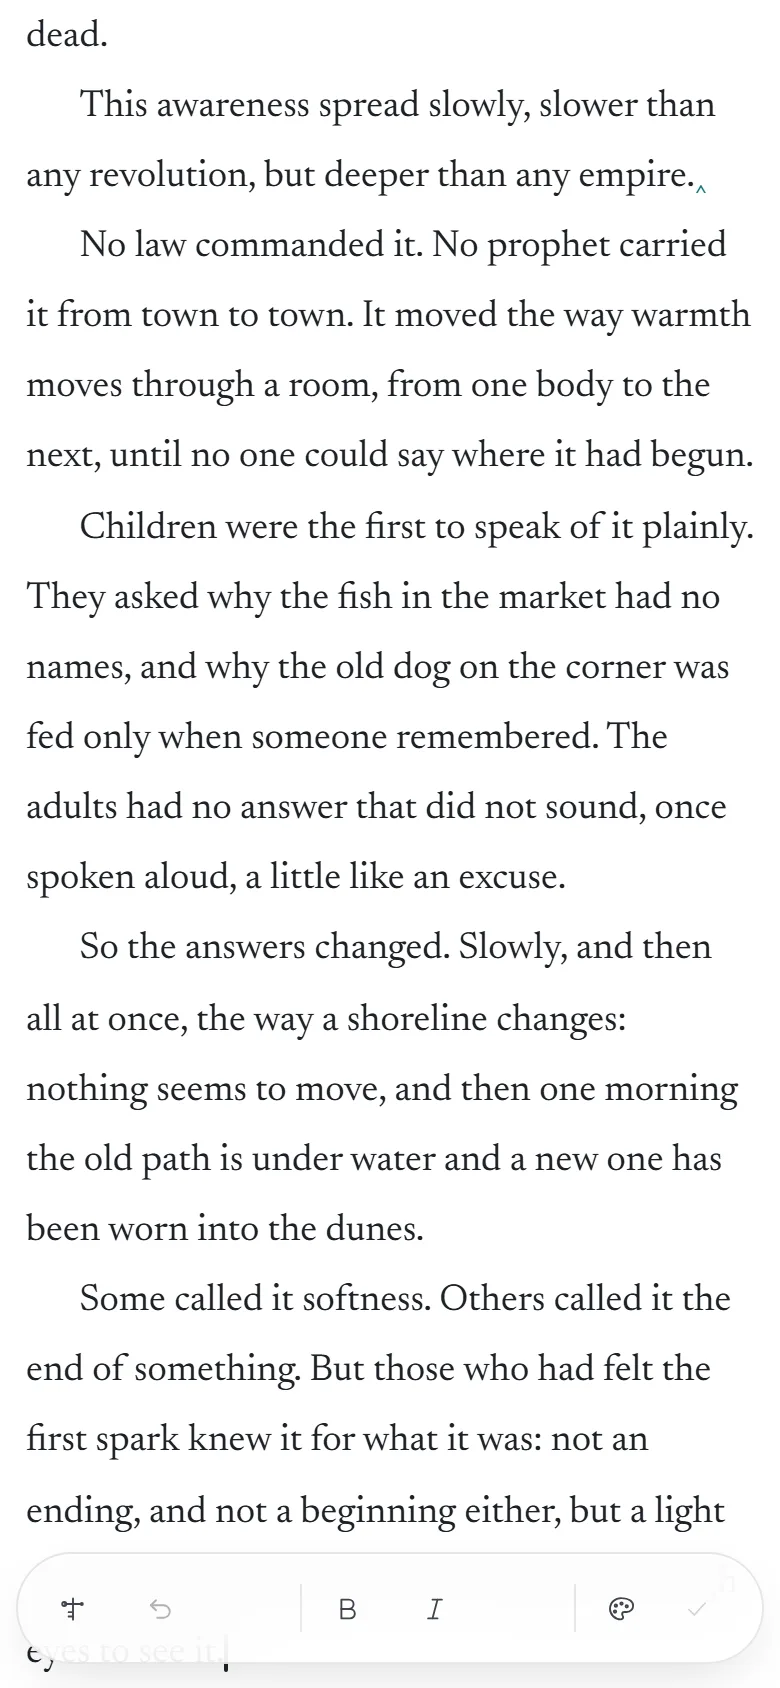 dead.
This awareness spread slowly, slower than
any revolution, but deeper than any empire.^
No law commanded it. No prophet carried
it from town to town. It moved the way warmth
moves through a room, from one body to the
next, until no one could say where it had begun.
Children were the first to speak of it plainly.
They asked why the fish in the market had no
names, and why the old dog on the corner was
fed only when someone remembered. The
adults had no answer that did not sound, once
spoken aloud, a little like an excuse.
So the answers changed. Slowly, and then
all at once, the way a shoreline changes:
nothing seems to move, and then one morning
the old path is under water and a new one has
been worn into the dunes.
Some called it softness. Others called it the
end of something. But those who had felt the
first spark knew it for what it was: not an
ending, and not a beginning either, but a light
B I
eyes to see it.